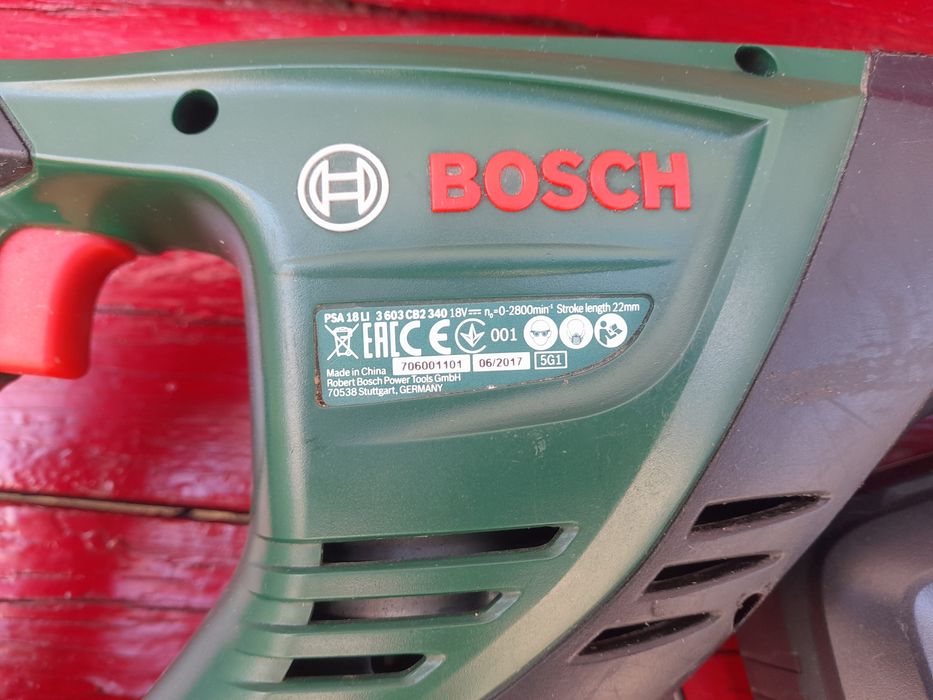 BOSCH
PSA 18 LI 3 603 CB2 340 18V⎓ n₀=0-2800min⁻¹ Stroke length 22mm
EAC CE 001
Made in China 706001101 06/2017 5G1
Robert Bosch Power Tools GmbH
70538 Stuttgart, GERMANY